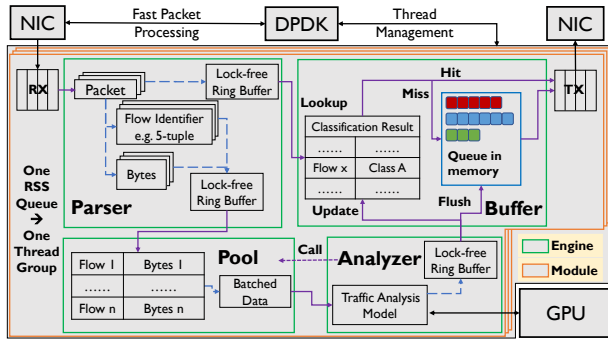 NIC
Fast Packet
Processing
DPDK
Thread
Management
NIC
RX
Packet
Lock-free
Ring Buffer
Flow Identifier
e.g. 5-tuple
Bytes
Lock-free
Ring Buffer
Parser
One
RSS
Queue
One
Thread
Group
Lookup
Hit
Miss
TX
Classification Result
...... ......
Flow x Class A
...... ......
Queue in
memory
Update
Flush
Buffer
Pool
Flow 1 Bytes 1
...... ......
Flow n Bytes n
Batched
Data
Call
Analyzer
Lock-free
Ring Buffer
Traffic Analysis
Model
Engine
Module
GPU